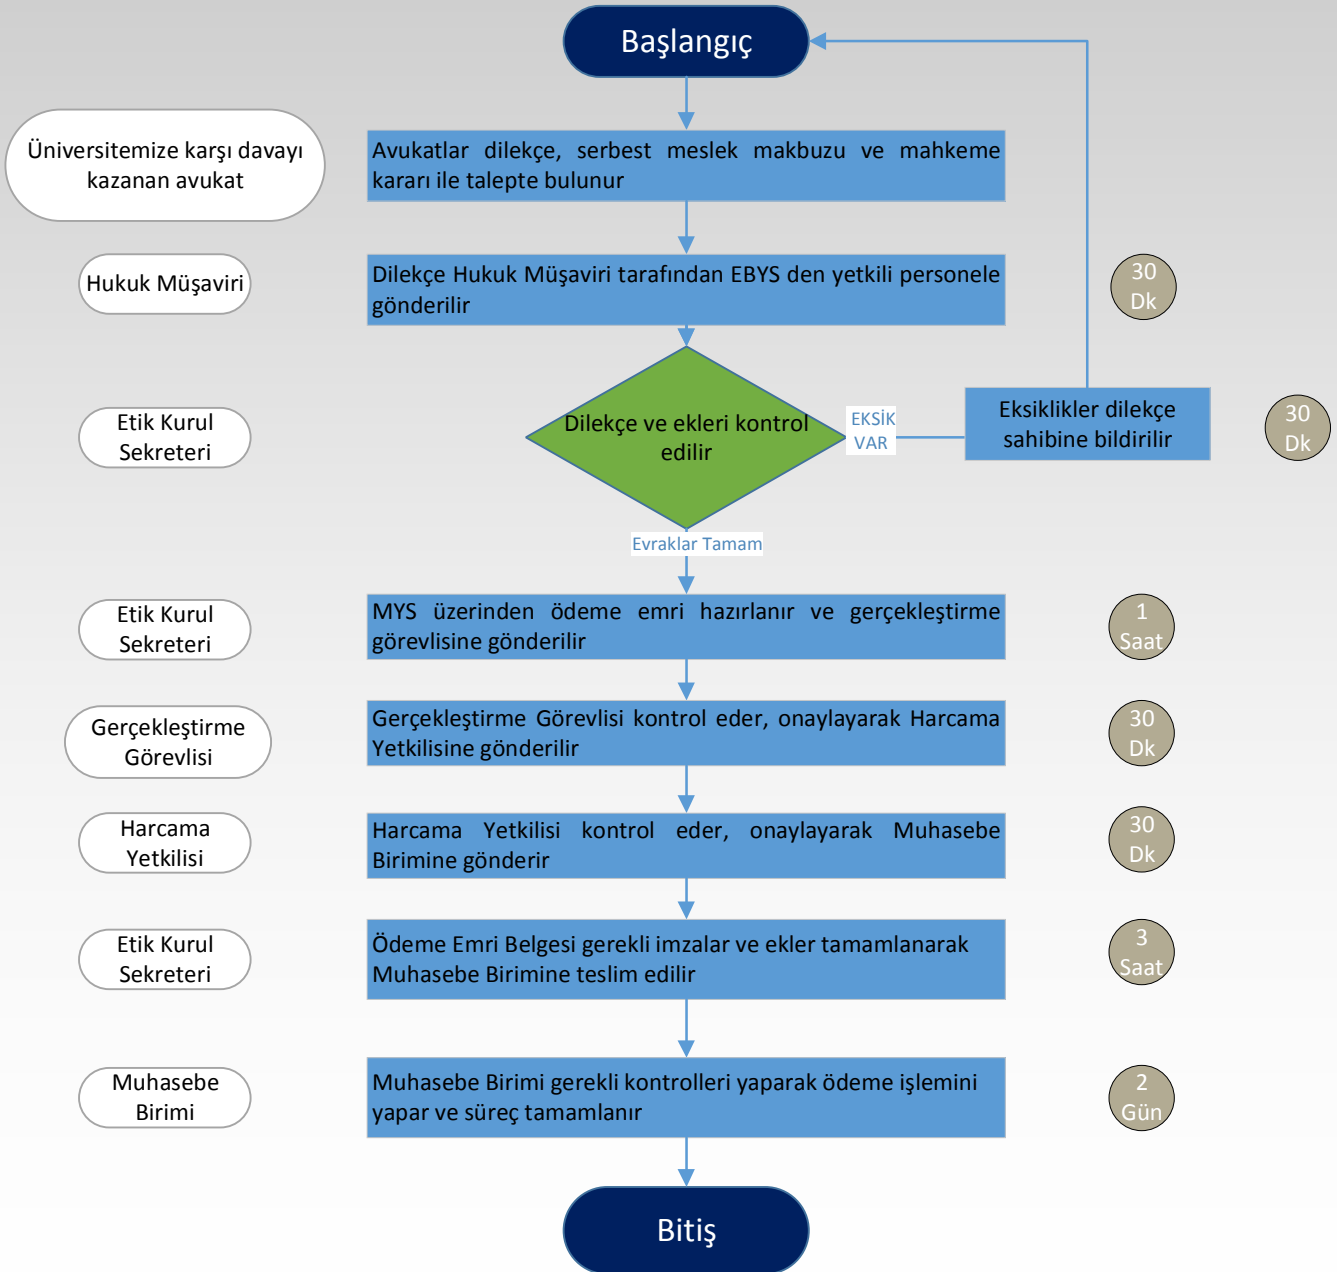 Başlangıç
Üniversitemize karşı davayı
kazanan avukat
Avukatlar dilekçe, serbest meslek makbuzu ve mahkeme
kararı ile talepte bulunur
Hukuk Müşaviri
Dilekçe Hukuk Müşaviri tarafından EBYS den yetkili personele
gönderilir
30
Dk
Etik Kurul
Sekreteri
Dilekçe ve ekleri kontrol
edilir
EKSİK
VAR
Eksiklikler dilekçe
sahibine bildirilir
30
Dk
Evraklar Tamam
Etik Kurul
Sekreteri
MYS üzerinden ödeme emri hazırlanır ve gerçekleştirme
görevlisine gönderilir
1
Saat
Gerçekleştirme
Görevlisi
Gerçekleştirme Görevlisi kontrol eder, onaylayarak Harcama
Yetkilisine gönderilir
30
Dk
Harcama
Yetkilisi
Harcama Yetkilisi kontrol eder, onaylayarak Muhasebe
Birimine gönderir
30
Dk
Etik Kurul
Sekreteri
Ödeme Emri Belgesi gerekli imzalar ve ekler tamamlanarak
Muhasebe Birimine teslim edilir
3
Saat
Muhasebe
Birimi
Muhasebe Birimi gerekli kontrolleri yaparak ödeme işlemini
yapar ve süreç tamamlanır
2
Gün
Bitiş